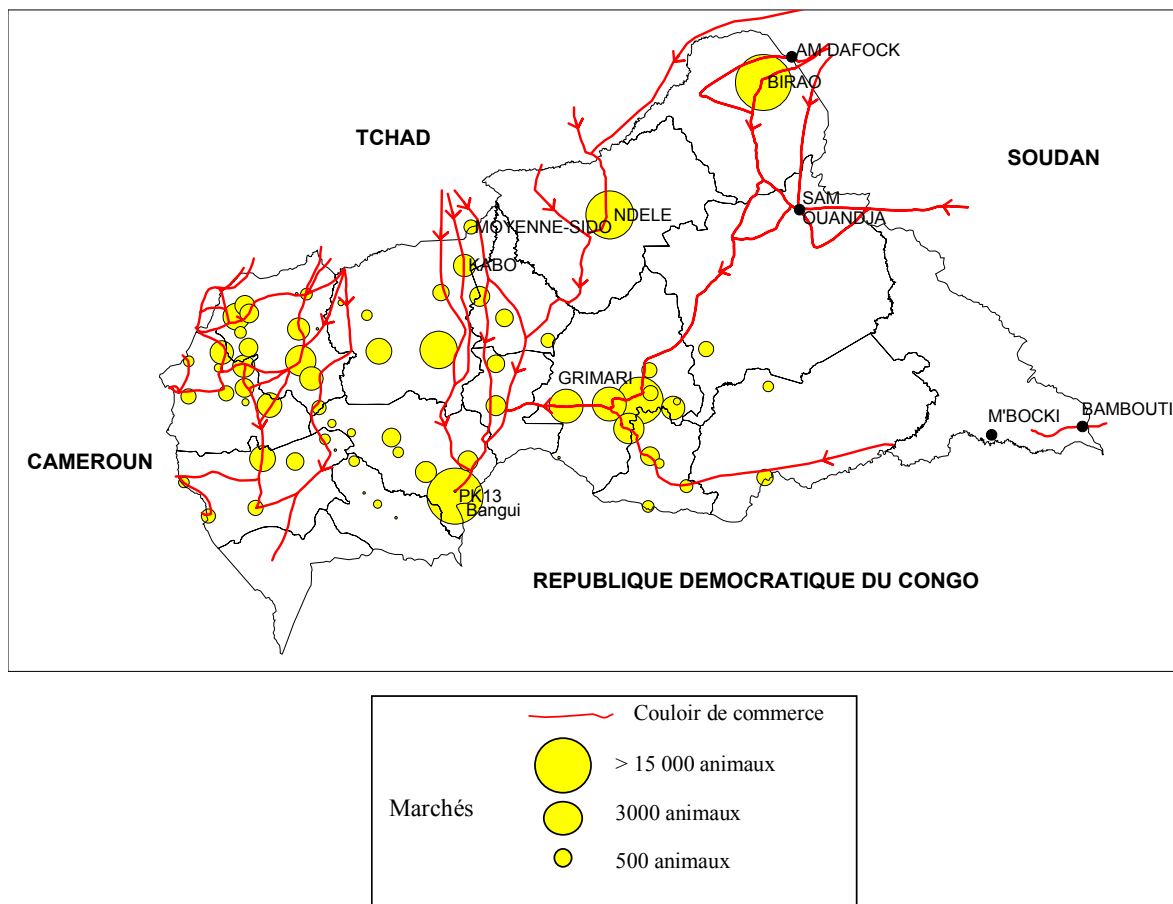 AM DAFOCK
BIRAO
TCHAD
SOUDAN
SAM
OUANDJA
NDELE
MOYENNE-SIDO
KABO
GRIMARI
M'BOCKI
BAMBOUTI
CAMEROUN
PK13
Bangui
REPUBLIQUE DEMOCRATIQUE DU CONGO
Couloir de commerce
> 15 000 animaux
Marchés
3000 animaux
500 animaux